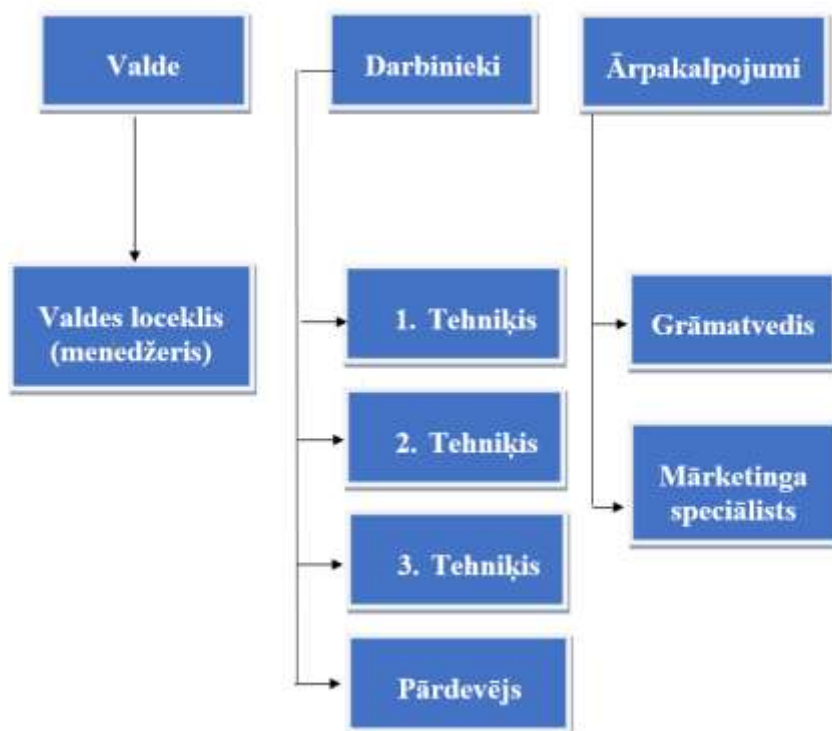 Valde
Darbinieki
Ārpakalpojumi
Valdes loceklis
(menedžeris)
1. Tehniķis
2. Tehniķis
3. Tehniķis
Pārdevējs
Grāmatvedis
Mārketinga
speciālists